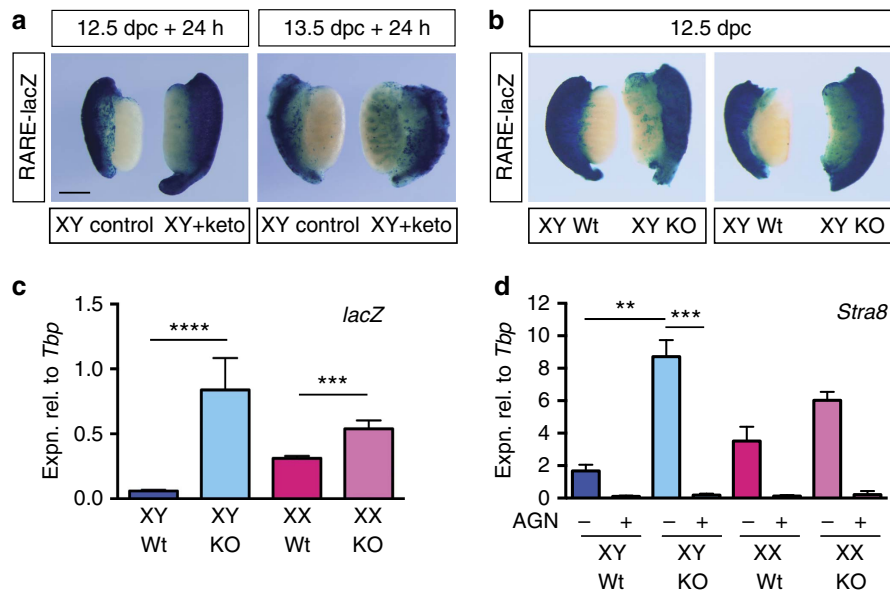 a
12.5 dpc + 24 h
13.5 dpc + 24 h
RARE-lacZ
XY control XY+keto
XY control XY+keto
b
12.5 dpc
RARE-lacZ
XY Wt XY KO
XY Wt XY KO
c
lacZ
Expn. rel. to Tbp
1.5
1.0
0.5
0.0
****
***
XY XY XX XX
Wt KO Wt KO
d
Stra8
Expn. rel. to Tbp
12
10
8
6
4
2
0
** ***
AGN – + – + – + – +
XY XY XX XX
Wt KO Wt KO